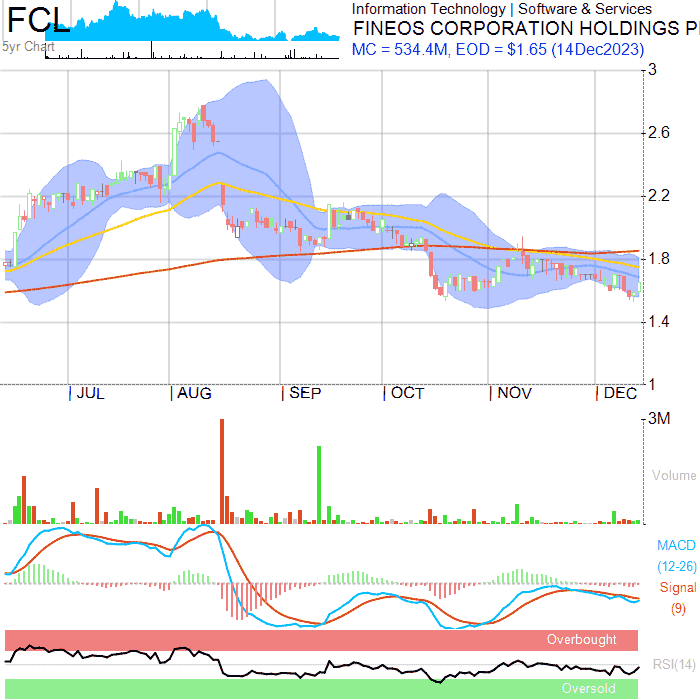 FCL
5yr Chart
Information Technology | Software & Services
FINEOS CORPORATION HOLDINGS
MC = 534.4M, EOD = $1.65 (14Dec2023)
3
2.6
2.2
1.8
1.4
1
JUL AUG SEP OCT NOV DEC
3M
Volume
MACD
(12-26)
Signal
(9)
Overbought
RSI(14)
Oversold